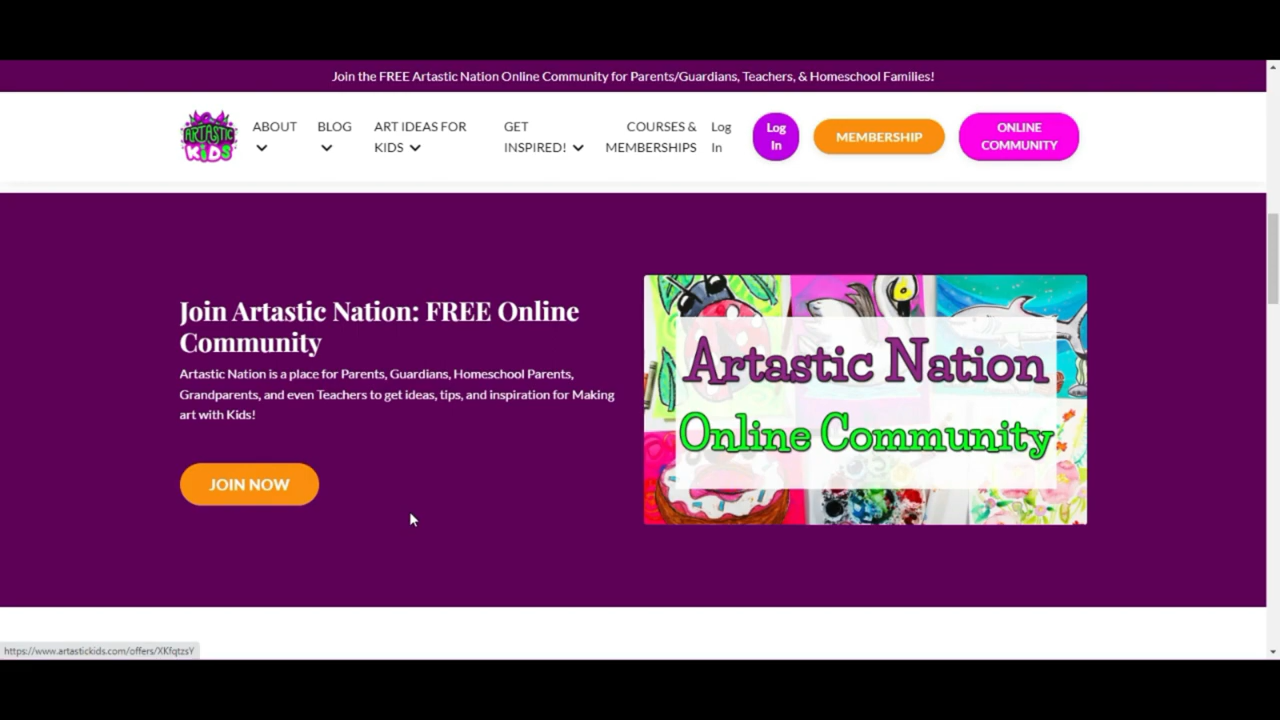 Join the FREE Artastic Nation Online Community for Parents/Guardians, Teachers, & Homeschool Families!
ARTASTIC
KIDS
ABOUT
BLOG
ART IDEAS FOR
KIDS
GET
INSPIRED!
COURSES &
MEMBERSHIPS
Log
In
Log
In
MEMBERSHIP
ONLINE
COMMUNITY
Join Artastic Nation: FREE Online
Community
Artastic Nation is a place for Parents, Guardians, Homeschool Parents,
Grandparents, and even Teachers to get ideas, tips, and inspiration for Making
art with Kids!
JOIN NOW
Artastic Nation
Online Community
https://www.artastickids.com/offers/XKfqtzsY